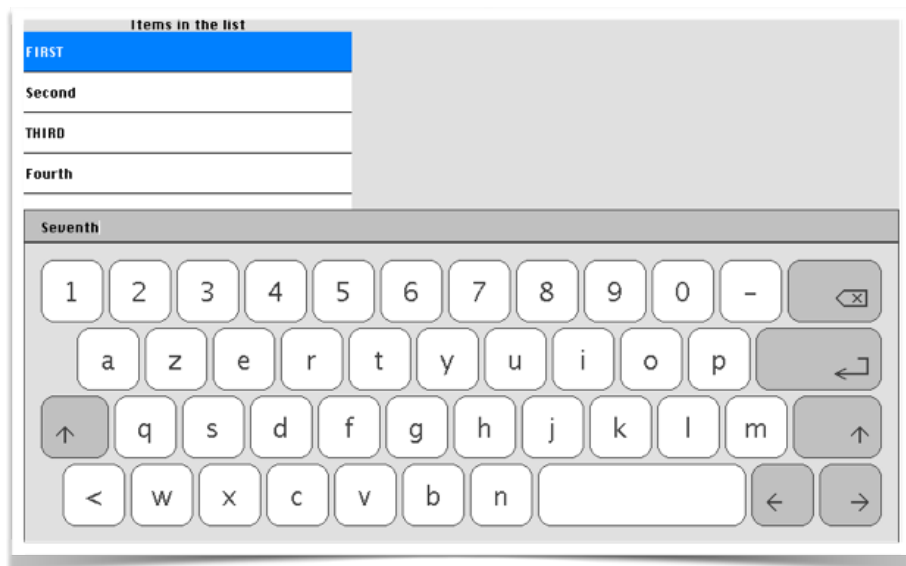 Items in the list
FIRST
Second
THIRD
Fourth
Seventh
1 2 3 4 5 6 7 8 9 0 -
a z e r t y u i o p
q s d f g h j k l m
< w x c v b n